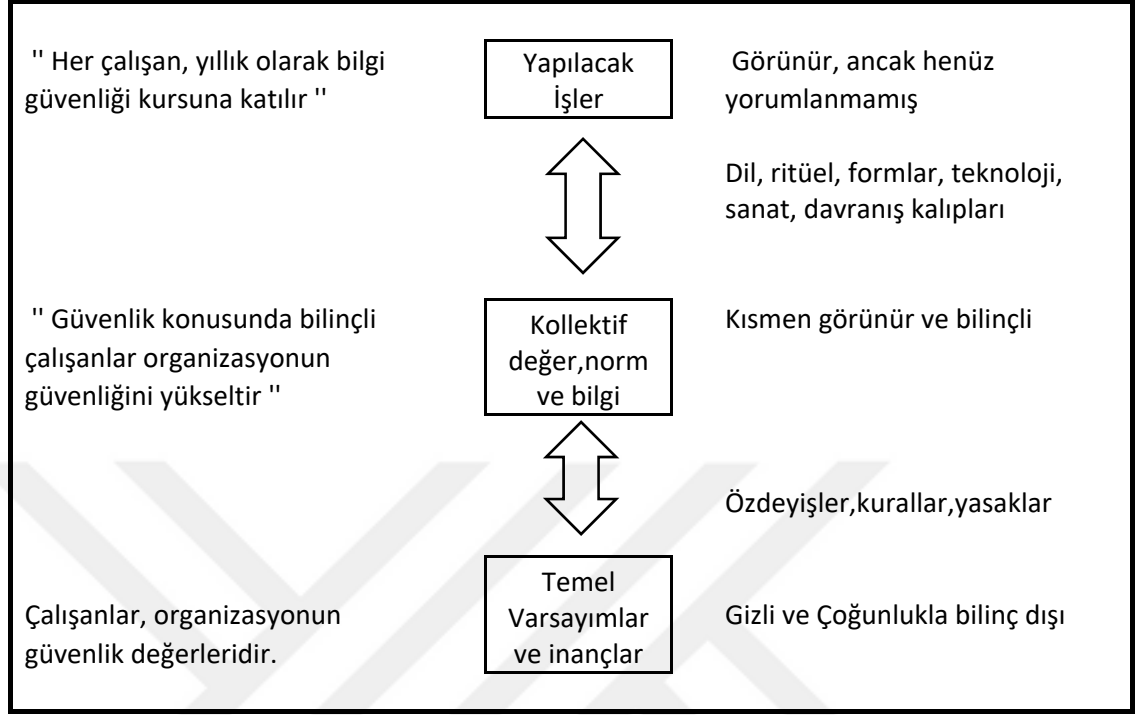 '' Her çalışan, yıllık olarak bilgi
güvenliği kursuna katılır ''
Yapılacak
İşler
Görünür, ancak henüz
yorumlanmamış
Dil, ritüel, formlar, teknoloji,
sanat, davranış kalıpları
'' Güvenlik konusunda bilinçli
çalışanlar organizasyonun
güvenliğini yükseltir ''
Kollektif
değer,norm
ve bilgi
Kısmen görünür ve bilinçli
Özdeyişler,kurallar,yasaklar
Çalışanlar, organizasyonun
güvenlik değerleridir.
Temel
Varsayımlar
ve inançlar
Gizli ve Çoğunlukla bilinç dışı